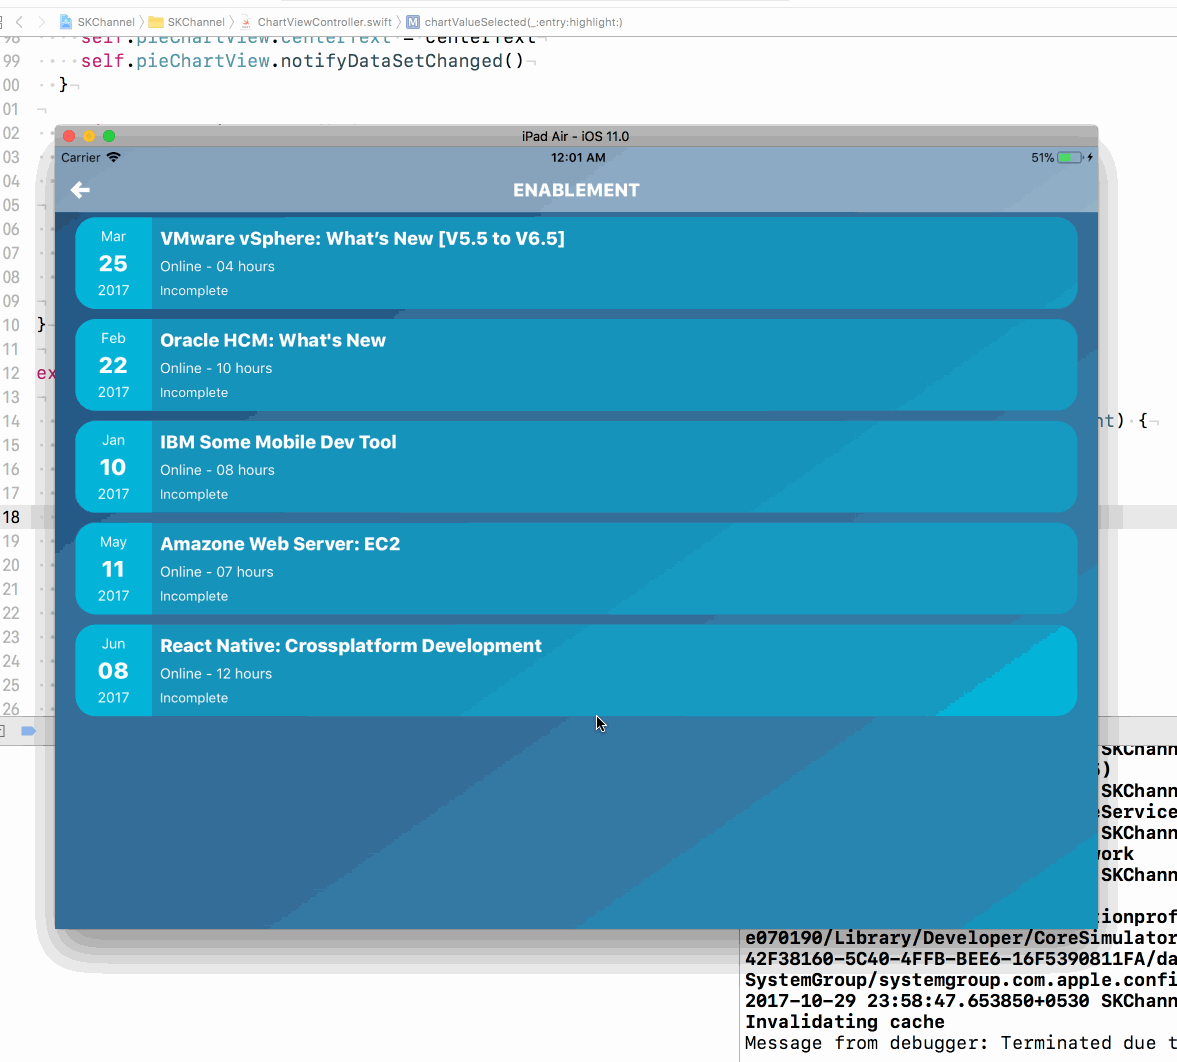 SKChannel SKChannel ChartViewController.swift M chartValueSelected(_:entry:highlight:)
98 self.pieChartView.centerText = centerText
99 self.pieChartView.notifyDataSetChanged()
00 }
01
02
03
04
05
06
07
08
09
10 }
11
12 ex
13
14 nt) {
15
16
17
18
19
20
21
22
23
24
25
26
iPad Air - iOS 11.0
Carrier 12:01 AM 51%
ENABLEMENT
Mar
25
2017
VMware vSphere: What’s New [V5.5 to V6.5]
Online - 04 hours
Incomplete
Feb
22
2017
Oracle HCM: What's New
Online - 10 hours
Incomplete
Jan
10
2017
IBM Some Mobile Dev Tool
Online - 08 hours
Incomplete
May
11
2017
Amazone Web Server: EC2
Online - 07 hours
Incomplete
Jun
08
2017
React Native: Crossplatform Development
Online - 12 hours
Incomplete
SKChann
)
SKChann
eService
SKChann
work
SKChann
tionprof
e070190/Library/Developer/CoreSimulator
42F38160-5C40-4FFB-BEE6-16F5390811FA/da
SystemGroup/systemgroup.com.apple.confi
2017-10-29 23:58:47.653850+0530 SKChann
Invalidating cache
Message from debugger: Terminated due t